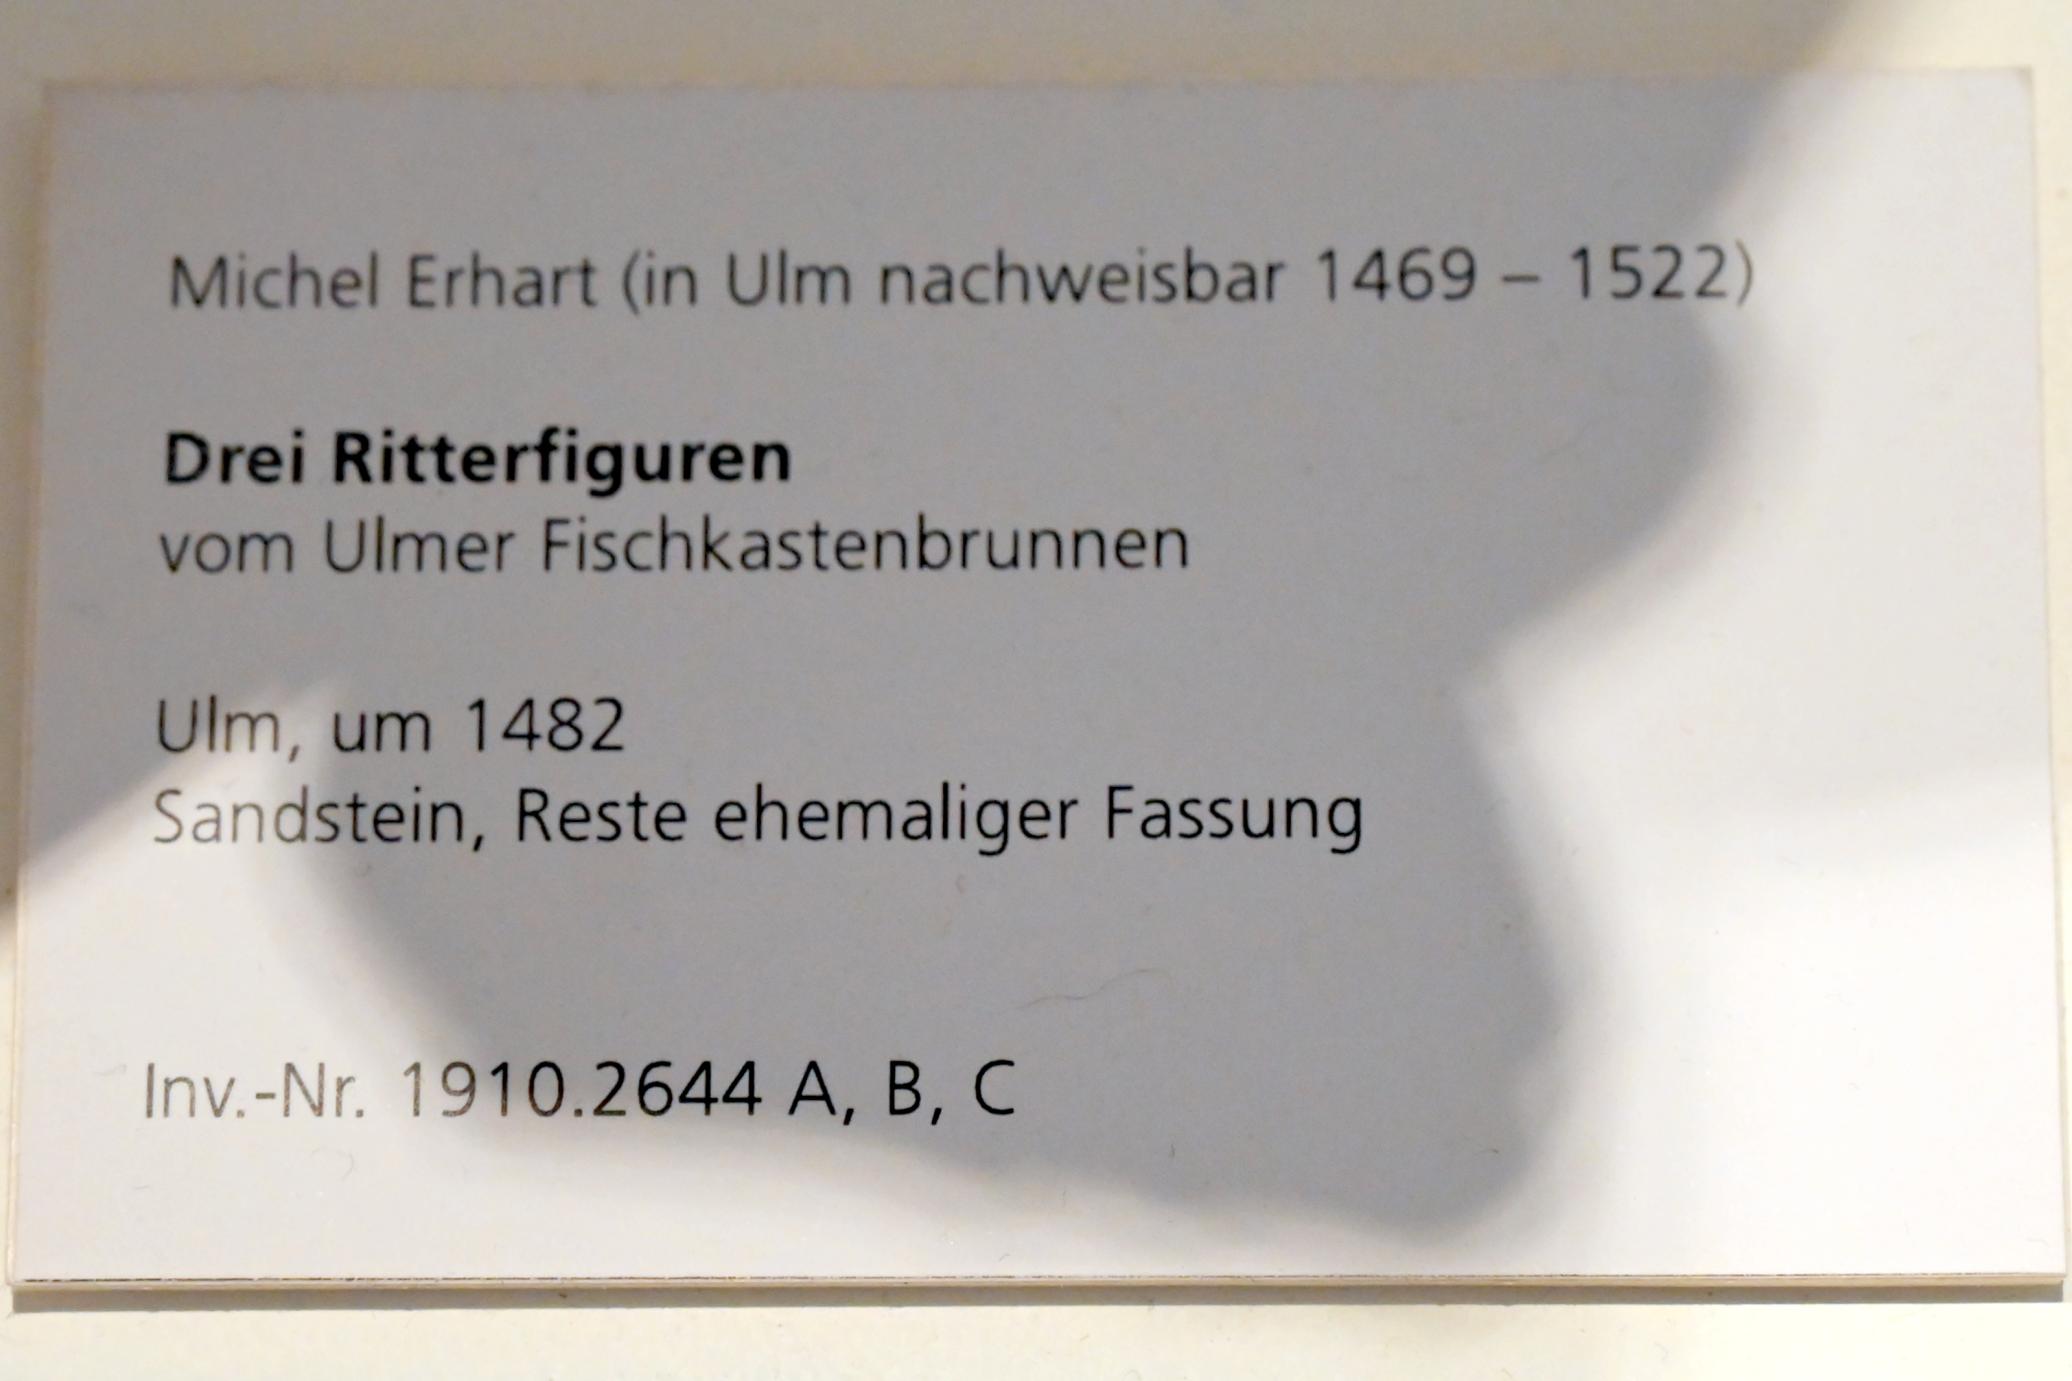 Michel Erhart (in Ulm nachweisbar 1469 – 1522)
Drei Ritterfiguren
vom Ulmer Fischkastenbrunnen
Ulm, um 1482
Sandstein, Reste ehemaliger Fassung
Inv.-Nr. 1910.2644 A, B, C